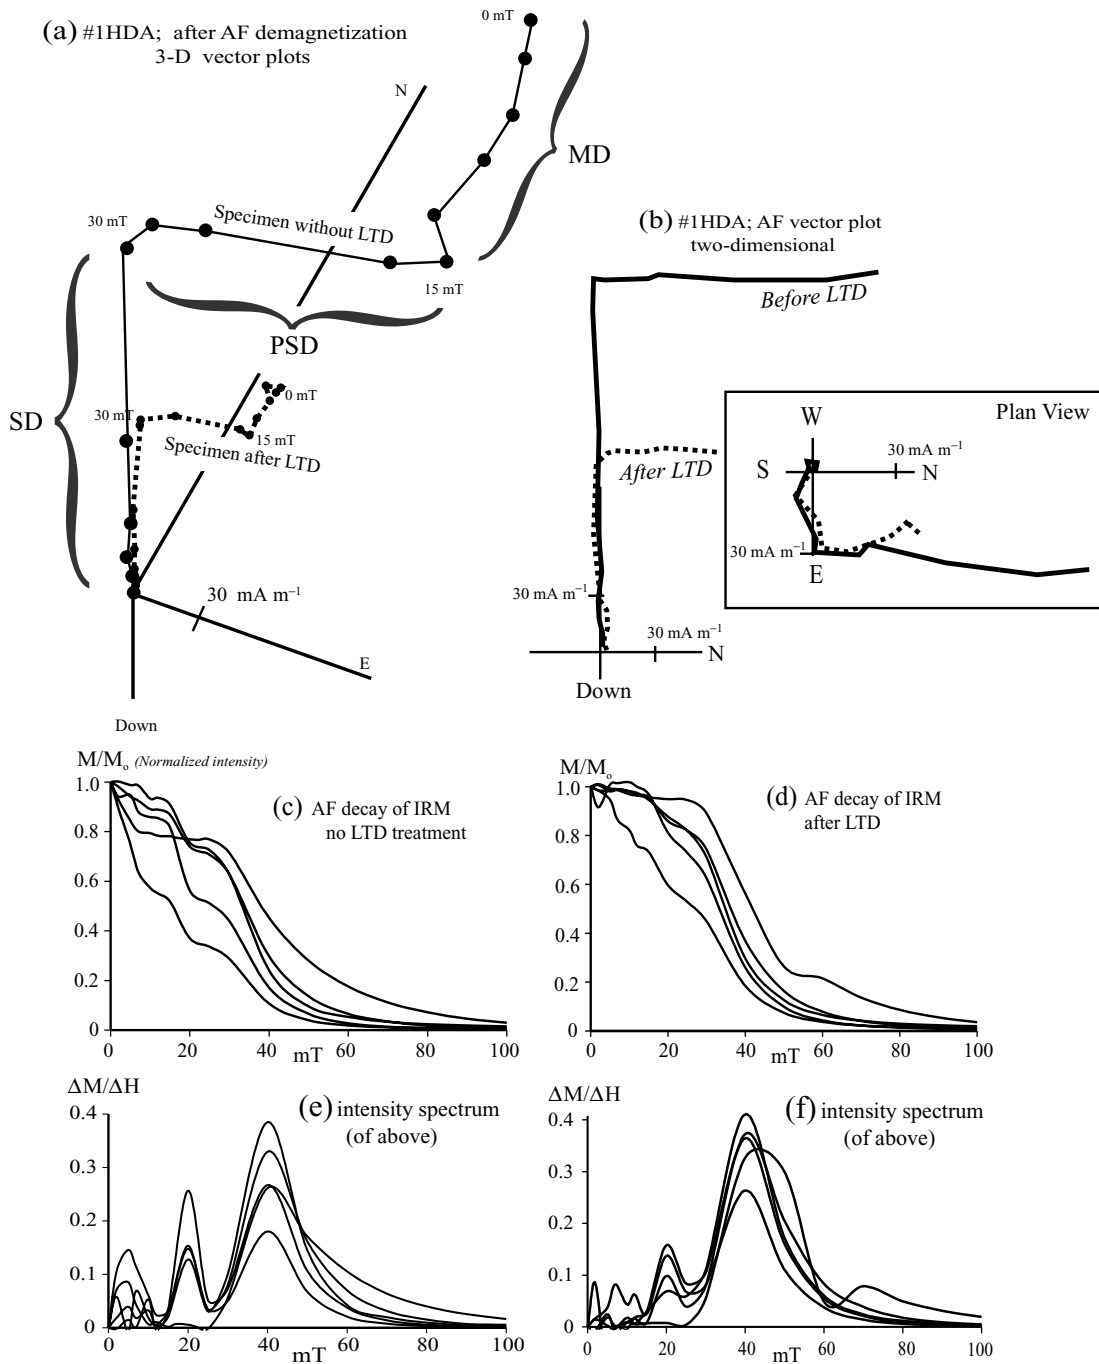 (a) #1HDA; after AF demagnetization
3-D vector plots
0 mT
N
MD
30 mT
Specimen without LTD
15 mT
PSD
SD
0 mT
30 mT
15 mT
Specimen after LTD
30 mA m⁻¹
E
Down
(b) #1HDA; AF vector plot
two-dimensional
Before LTD
After LTD
30 mA m⁻¹
30 mA m⁻¹
N
Down
Plan View
W
30 mA m⁻¹
S
N
30 mA m⁻¹
E
M/Mₒ (Normalized intensity)
(c) AF decay of IRM
no LTD treatment
1.0
0.8
0.6
0.4
0.2
0
0 20 40 60 80 100
mT
M/Mₒ
(d) AF decay of IRM
after LTD
1.0
0.8
0.6
0.4
0.2
0
0 20 40 60 80 100
mT
ΔM/ΔH
(e) intensity spectrum
(of above)
0.4
0.3
0.2
0.1
0
0 20 40 60 80 100
mT
ΔM/ΔH
(f) intensity spectrum
(of above)
0.4
0.3
0.2
0.1
0
0 20 40 60 80 100
mT